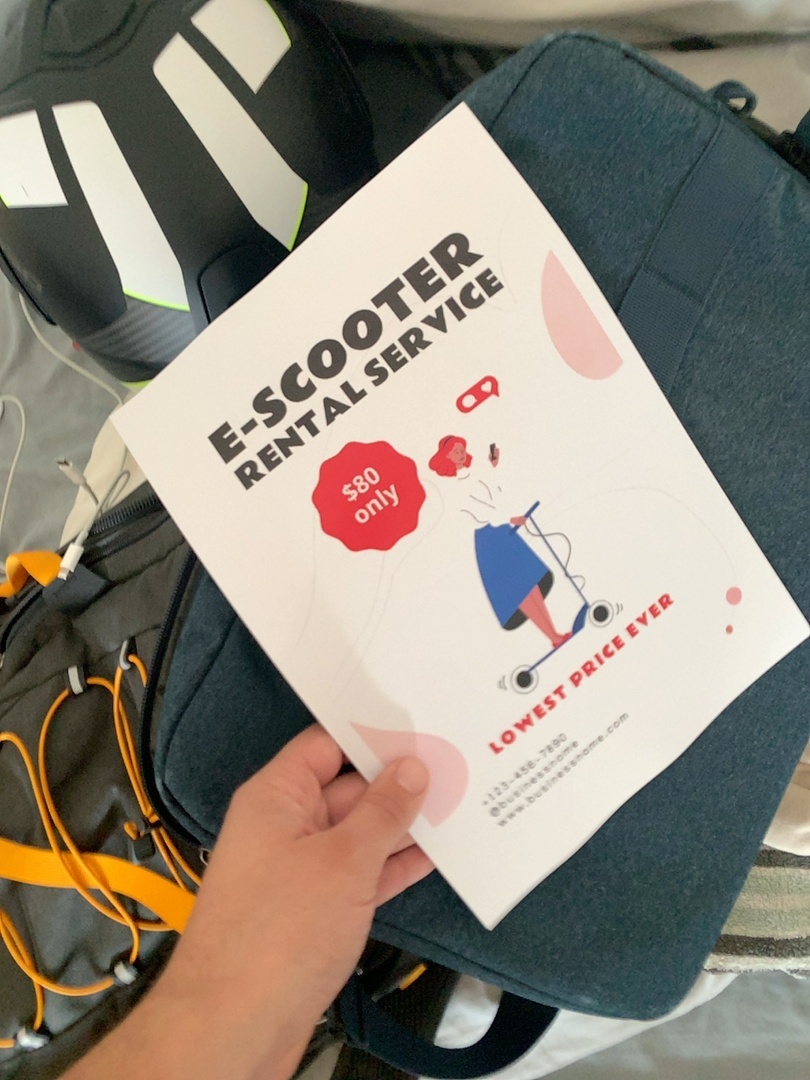 E-SCOOTER
RENTAL SERVICE
$80
only
LOWEST PRICE EVER
+123-456-7890
@businessname
www.businessname.com